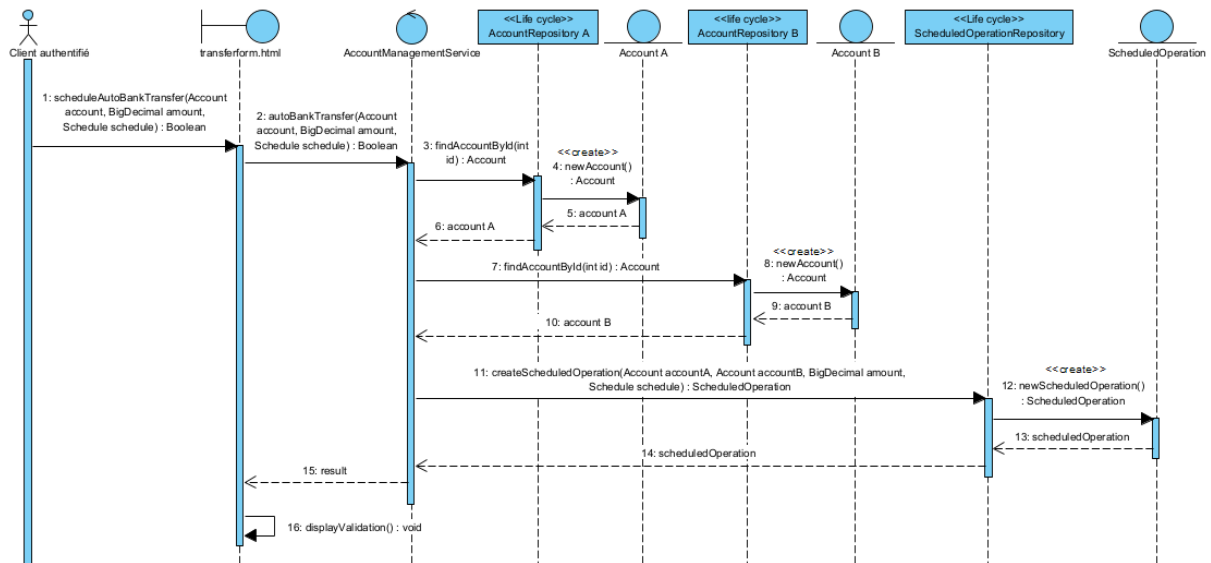 <<Life cycle>>
AccountRepository A
<<life cycle>>
AccountRepository B
<<Life cycle>>
ScheduledOperationRepository
Client authentifié
transferform.html
AccountManagementService
Account A
Account B
ScheduledOperation
1: scheduleAutoBankTransfer(Account
account, BigDecimal amount,
Schedule schedule) : Boolean
2: autoBankTransfer(Account
account, BigDecimal amount,
Schedule schedule) : Boolean
3: findAccountById(int
id) : Account
<<create>>
4: newAccount()
: Account
5: account A
6: account A
7: findAccountById(int id) : Account
<<create>>
8: newAccount()
: Account
9: account B
10: account B
11: createScheduledOperation(Account accountA, Account accountB, BigDecimal amount,
Schedule schedule) : ScheduledOperation
<<create>>
12: newScheduledOperation()
: ScheduledOperation
13: scheduledOperation
14: scheduledOperation
15: result
16: displayValidation() : void